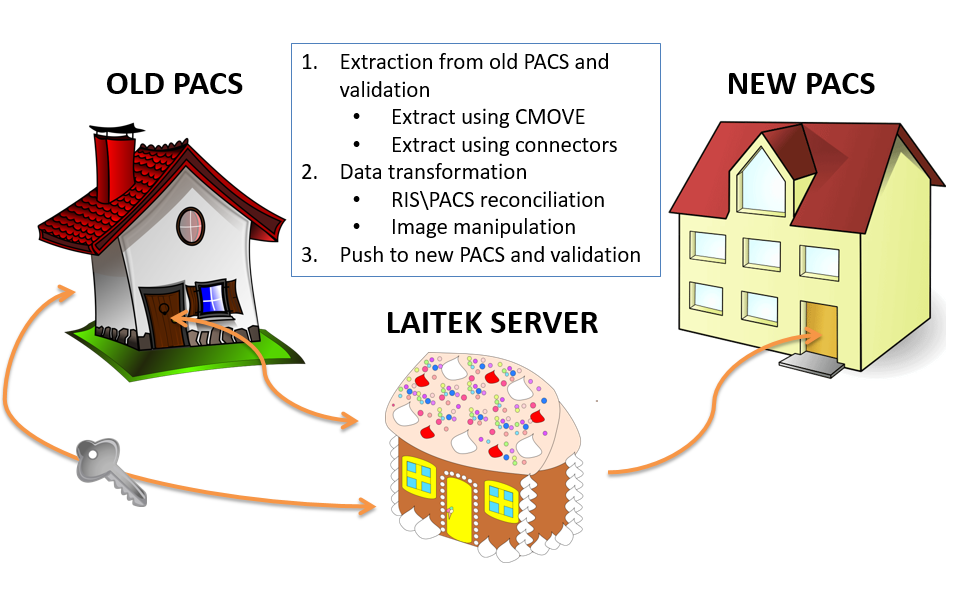 OLD PACS
1. Extraction from old PACS and
validation
• Extract using CMOVE
• Extract using connectors
2. Data transformation
• RIS\PACS reconciliation
• Image manipulation
3. Push to new PACS and validation
NEW PACS
LAITEK SERVER